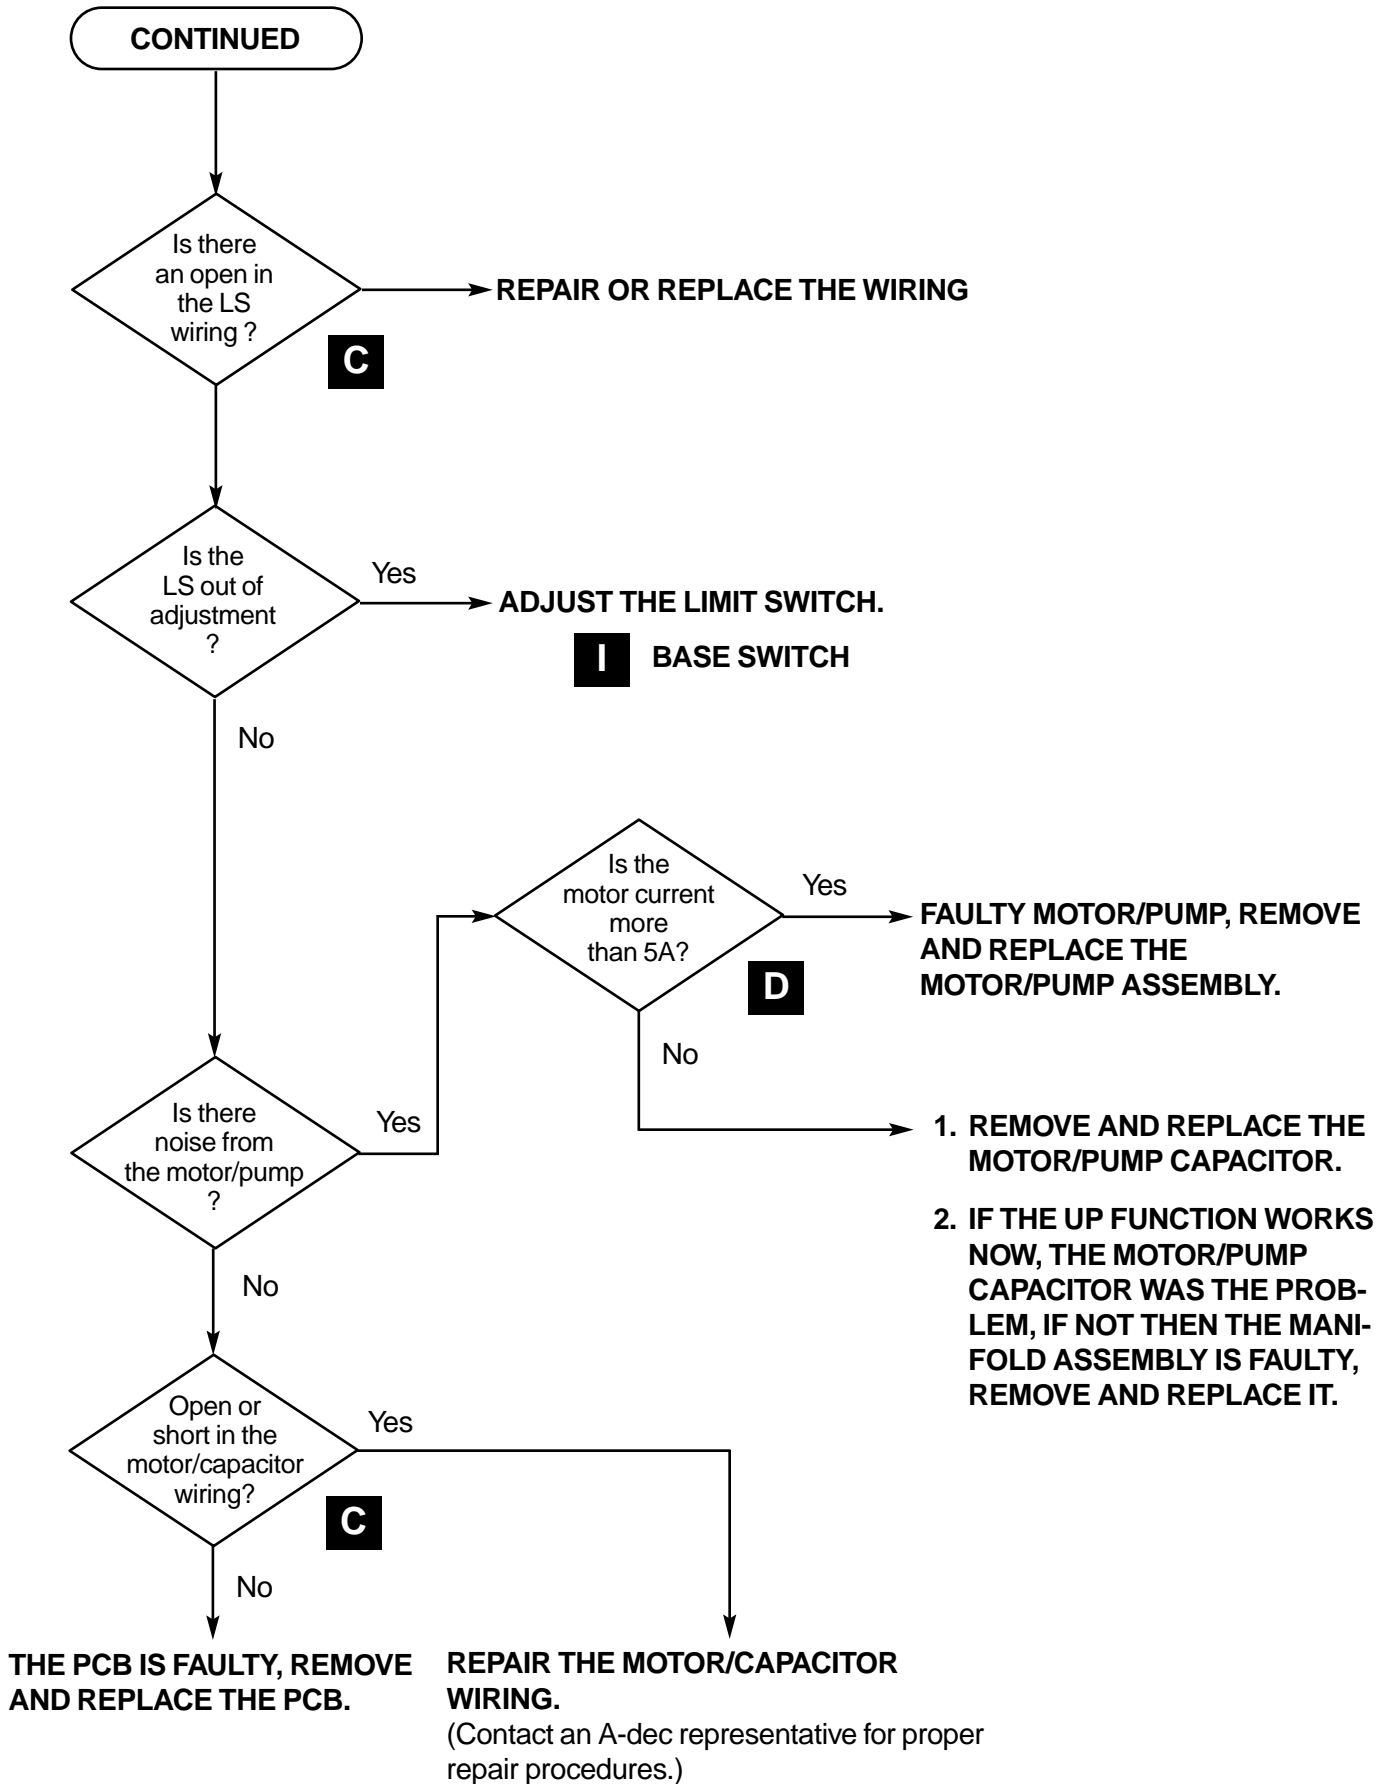 CONTINUED
Is there
an open in
the LS
wiring ?
REPAIR OR REPLACE THE WIRING
C
Is the
LS out of
adjustment
?
Yes
ADJUST THE LIMIT SWITCH.
I BASE SWITCH
No
Is the
motor current
more
than 5A?
Yes
FAULTY MOTOR/PUMP, REMOVE
AND REPLACE THE
MOTOR/PUMP ASSEMBLY.
D
No
Is there
noise from
the motor/pump
?
Yes
1. REMOVE AND REPLACE THE
MOTOR/PUMP CAPACITOR.
2. IF THE UP FUNCTION WORKS
NOW, THE MOTOR/PUMP
CAPACITOR WAS THE PROB-
LEM, IF NOT THEN THE MANI-
FOLD ASSEMBLY IS FAULTY,
REMOVE AND REPLACE IT.
No
Open or
short in the
motor/capacitor
wiring?
Yes
C
No
THE PCB IS FAULTY, REMOVE
AND REPLACE THE PCB.
REPAIR THE MOTOR/CAPACITOR
WIRING.
(Contact an A-dec representative for proper
repair procedures.)